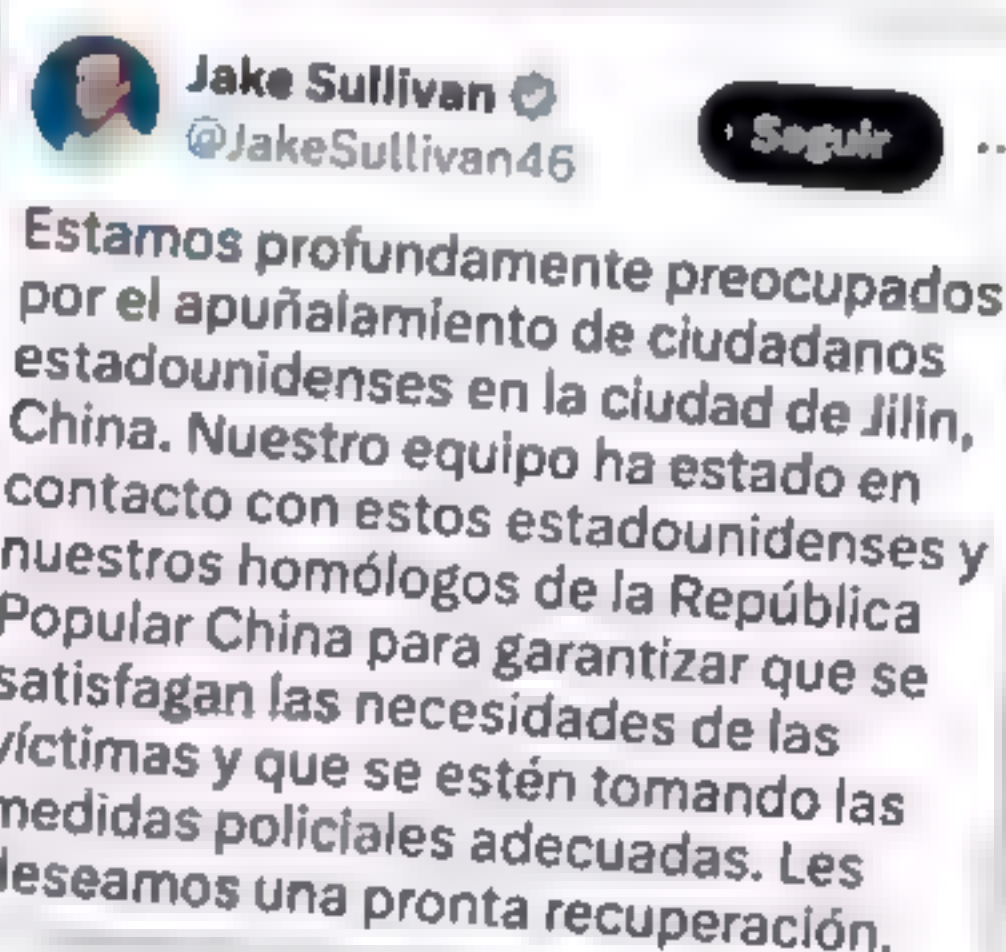 Jake Sullivan
@JakeSullivan46
Seguir
Estamos profundamente preocupados
por el apuñalamiento de ciudadanos
estadounidenses en la ciudad de Jilin,
China. Nuestro equipo ha estado en
contacto con estos estadounidenses y
nuestros homólogos de la República
Popular China para garantizar que se
satisfagan las necesidades de las
víctimas y que se estén tomando las
medidas policiales adecuadas. Les
deseamos una pronta recuperación.